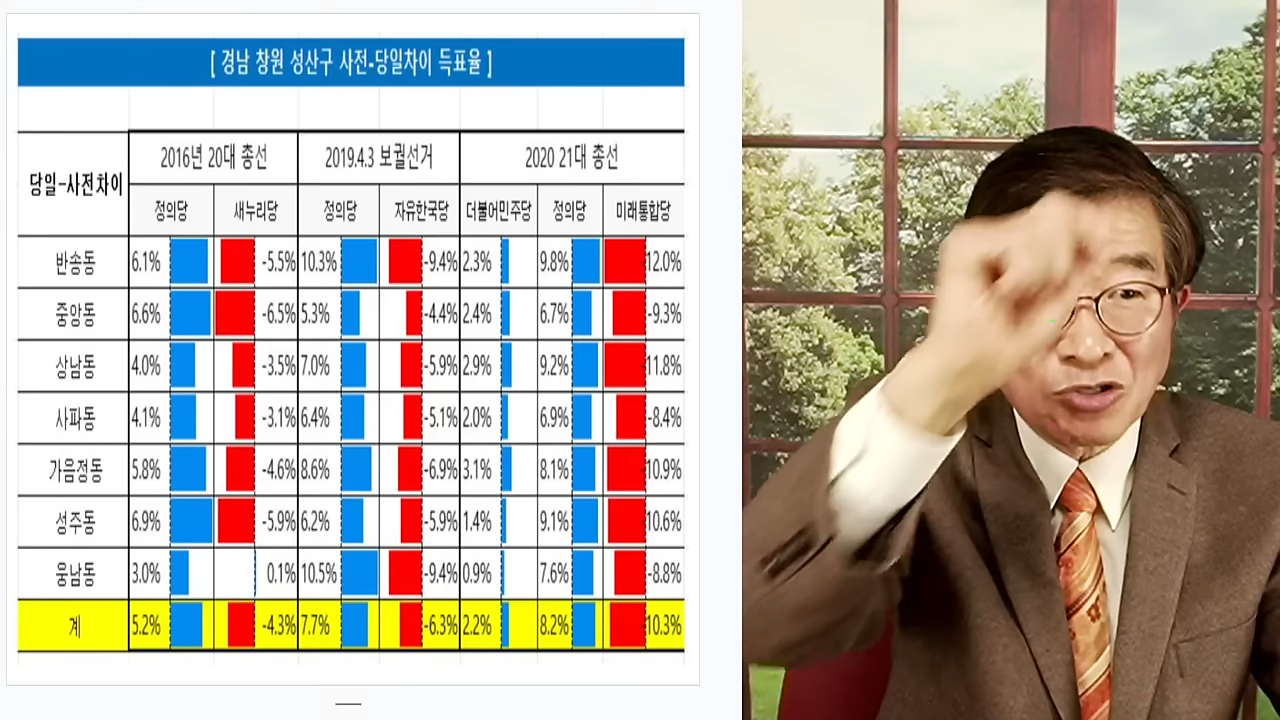 [ 경남 창원 성산구 사전-당일차이 득표율 ]
당일-사전차이 2016년 20대 총선 2019.4.3 보궐선거 2020 21대 총선
정의당 새누리당 정의당 자유한국당 더불어민주당 정의당 미래통합당
반송동 6.1% -5.5% 10.3% -9.4% 2.3% 9.8% -12.0%
중앙동 6.6% -6.5% 5.3% -4.4% 2.4% 6.7% -9.3%
상남동 4.0% -3.5% 7.0% -5.9% 2.9% 9.2% -11.8%
사파동 4.1% -3.1% 6.4% -5.1% 2.0% 6.9% -8.4%
가음정동 5.8% -4.6% 8.6% -6.9% 3.1% 8.1% -10.9%
성주동 6.9% -5.9% 6.2% -5.9% 1.4% 9.1% -10.6%
웅남동 3.0% 0.1% 10.5% -9.4% 0.9% 7.6% -8.8%
계 5.2% -4.3% 7.7% -6.3% 2.2% 8.2% -10.3%